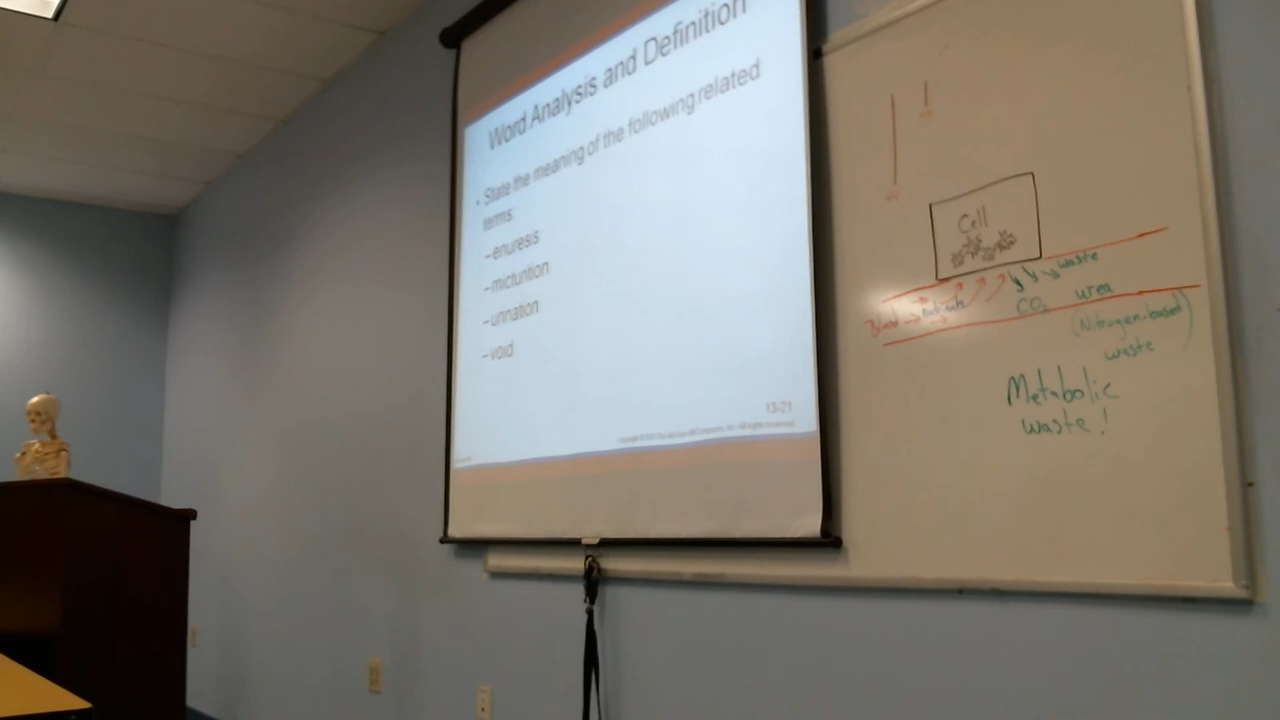 Word Analysis and Definition
• State the meaning of the following related
terms:
–enuresis
–micturition
–urination
–void
13-21
Cell
waste
Blood
nutrients
CO2 urea
(Nitrogen-based)
waste
Metabolic
waste!